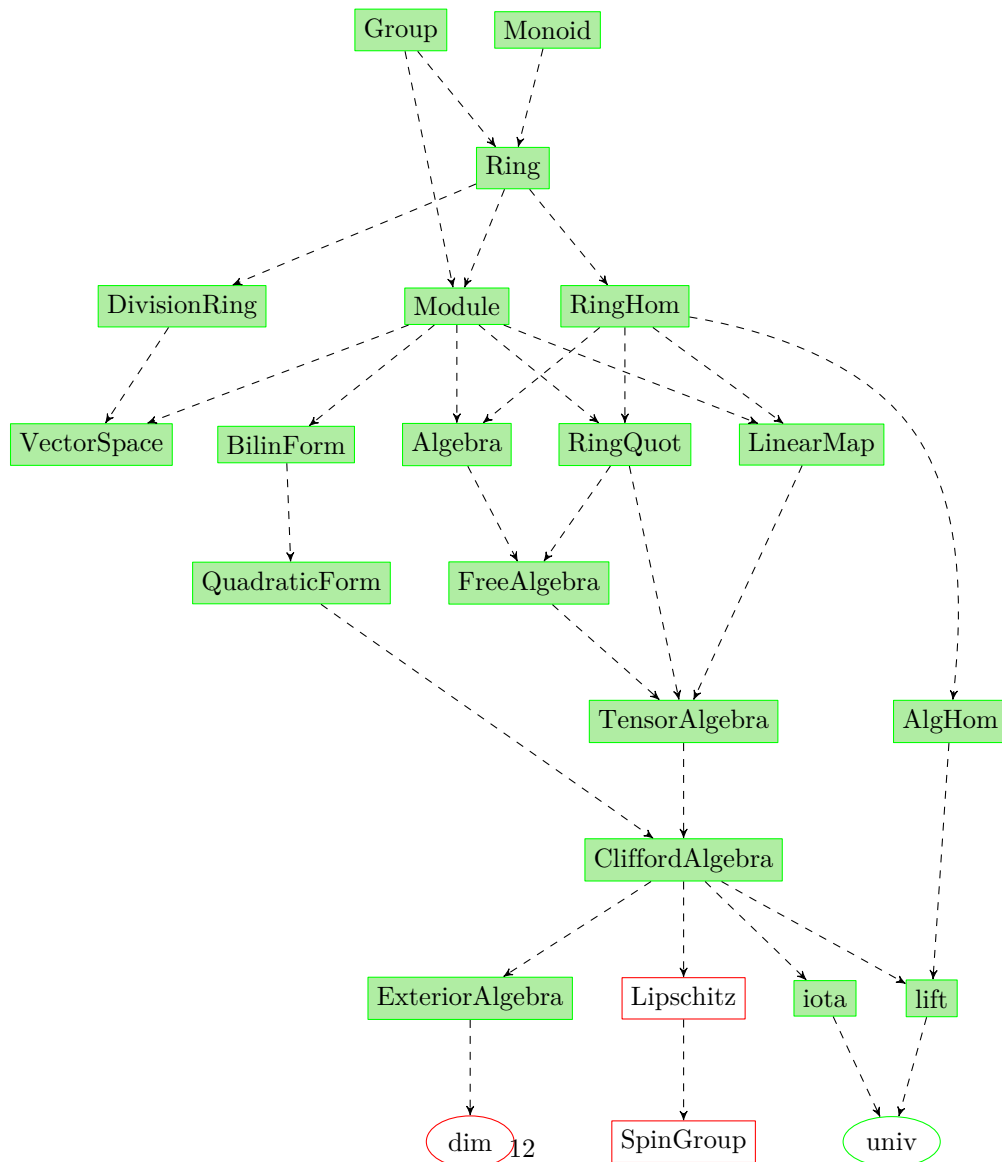 Group Monoid
Ring
DivisionRing Module RingHom
VectorSpace BilinForm Algebra RingQuot LinearMap
QuadraticForm FreeAlgebra
TensorAlgebra AlgHom
CliffordAlgebra
ExteriorAlgebra Lipschitz iota lift
dim SpinGroup univ
12